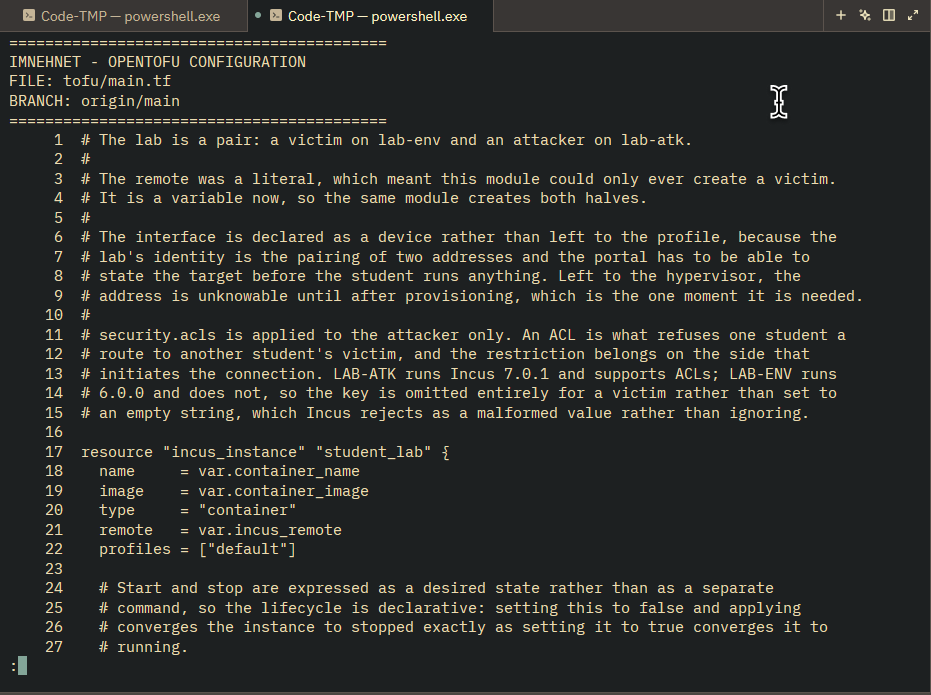 Code-TMP — powershell.exe
Code-TMP — powershell.exe
==========================================
IMNEHNET - OPENTOFU CONFIGURATION
FILE: tofu/main.tf
BRANCH: origin/main
==========================================
1  # The lab is a pair: a victim on lab-env and an attacker on lab-atk.
2  #
3  # The remote was a literal, which meant this module could only ever create a victim.
4  # It is a variable now, so the same module creates both halves.
5  #
6  # The interface is declared as a device rather than left to the profile, because the
7  # lab's identity is the pairing of two addresses and the portal has to be able to
8  # state the target before the student runs anything. Left to the hypervisor, the
9  # address is unknowable until after provisioning, which is the one moment it is needed.
10  #
11  # security.acls is applied to the attacker only. An ACL is what refuses one student a
12  # route to another student's victim, and the restriction belongs on the side that
13  # initiates the connection. LAB-ATK runs Incus 7.0.1 and supports ACLs; LAB-ENV runs
14  # 6.0.0 and does not, so the key is omitted entirely for a victim rather than set to
15  # an empty string, which Incus rejects as a malformed value rather than ignoring.
16
17  resource "incus_instance" "student_lab" {
18    name     = var.container_name
19    image    = var.container_image
20    type     = "container"
21    remote   = var.incus_remote
22    profiles = ["default"]
23
24    # Start and stop are expressed as a desired state rather than as a separate
25    # command, so the lifecycle is declarative: setting this to false and applying
26    # converges the instance to stopped exactly as setting it to true converges it to
27    # running.
: